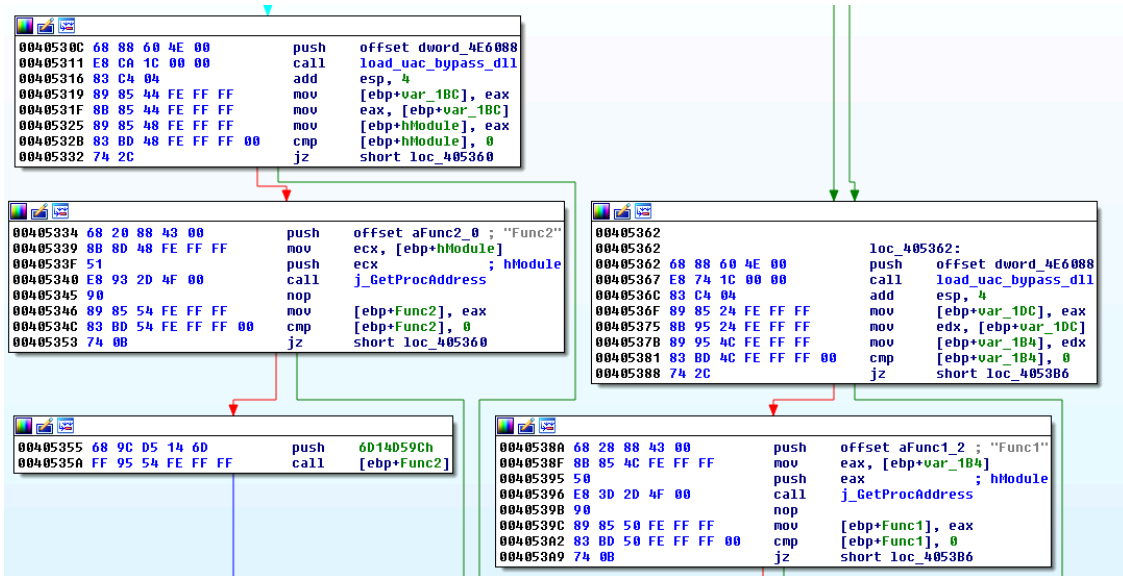 0040530C 68 88 60 4E 00 push offset dword_4E6088
00405311 E8 CA 1C 00 00 call load_uac_bypass_dll
00405316 83 C4 04 add esp, 4
00405319 89 85 44 FE FF FF mov [ebp+var_1BC], eax
0040531F 8B 85 44 FE FF FF mov eax, [ebp+var_1BC]
00405325 89 85 48 FE FF FF mov [ebp+hModule], eax
0040532B 83 BD 48 FE FF FF 00 cmp [ebp+hModule], 0
00405332 74 2C jz short loc_405360
00405334 68 20 88 43 00 push offset aFunc2_0 ; "Func2"
00405339 8B 8D 48 FE FF FF mov ecx, [ebp+hModule]
0040533F 51 push ecx ; hModule
00405340 E8 93 2D 4F 00 call j_GetProcAddress
00405345 90 nop
00405346 89 85 54 FE FF FF mov [ebp+Func2], eax
0040534C 83 BD 54 FE FF FF 00 cmp [ebp+Func2], 0
00405353 74 0B jz short loc_405360
00405362
00405362 loc_405362:
00405362 68 88 60 4E 00 push offset dword_4E6088
00405367 E8 74 1C 00 00 call load_uac_bypass_dll
0040536C 83 C4 04 add esp, 4
0040536F 89 85 24 FE FF FF mov [ebp+var_1DC], eax
00405375 8B 95 24 FE FF FF mov edx, [ebp+var_1DC]
0040537B 89 95 4C FE FF FF mov [ebp+var_1B4], edx
00405381 83 BD 4C FE FF FF 00 cmp [ebp+var_1B4], 0
00405388 74 2C jz short loc_4053B6
00405355 68 9C D5 14 6D push 6D14D59Ch
0040535A FF 95 54 FE FF FF call [ebp+Func2]
0040538A 68 28 88 43 00 push offset aFunc1_2 ; "Func1"
0040538F 8B 85 4C FE FF FF mov eax, [ebp+var_1B4]
00405395 50 push eax ; hModule
00405396 E8 3D 2D 4F 00 call j_GetProcAddress
0040539B 90 nop
0040539C 89 85 50 FE FF FF mov [ebp+Func1], eax
004053A2 83 BD 50 FE FF FF 00 cmp [ebp+Func1], 0
004053A9 74 0B jz short loc_4053B6